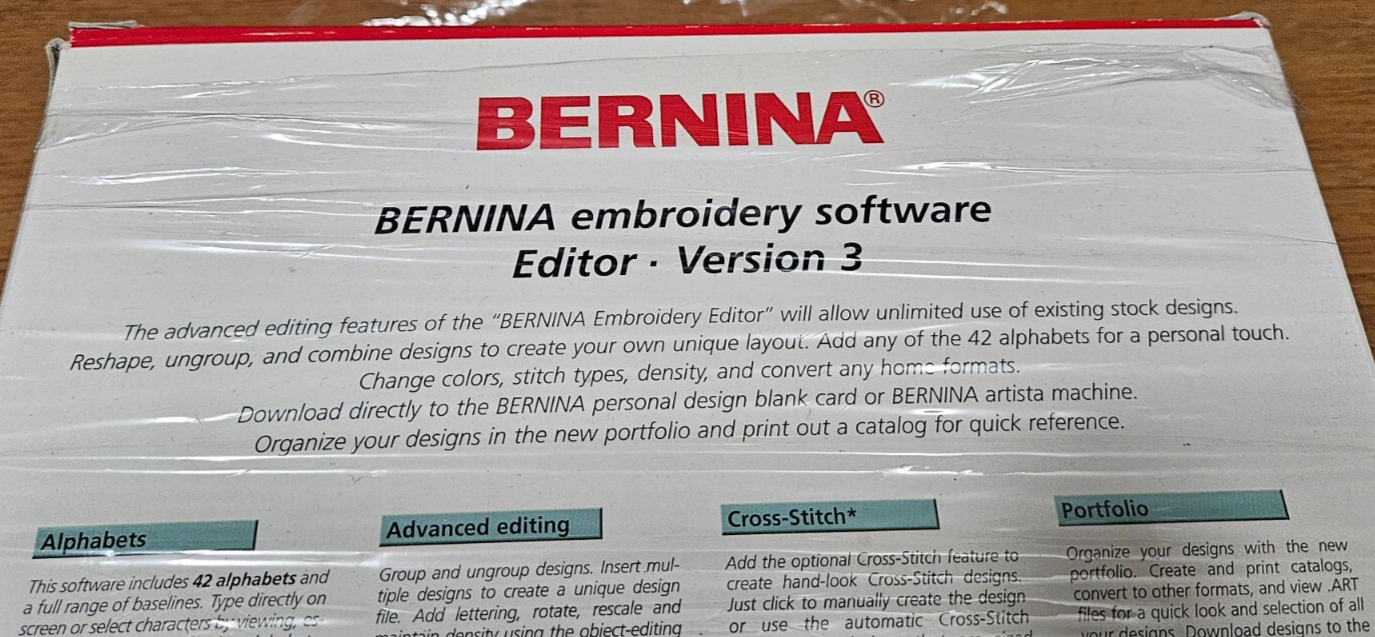 BERNINA®
BERNINA embroidery software
Editor · Version 3
The advanced editing features of the "BERNINA Embroidery Editor" will allow unlimited use of existing stock designs.
Reshape, ungroup, and combine designs to create your own unique layout. Add any of the 42 alphabets for a personal touch.
Change colors, stitch types, density, and convert any home formats.
Download directly to the BERNINA personal design blank card or BERNINA artista machine.
Organize your designs in the new portfolio and print out a catalog for quick reference.
Alphabets
This software includes 42 alphabets and
a full range of baselines. Type directly on
screen or select characters by viewing, es-
Advanced editing
Group and ungroup designs. Insert mul-
tiple designs to create a unique design
file. Add lettering, rotate, rescale and
maintain density using the object-editing
Cross-Stitch*
Add the optional Cross-Stitch feature to
create hand-look Cross-Stitch designs.
Just click to manually create the design
or use the automatic Cross-Stitch
Portfolio
Organize your designs with the new
portfolio. Create and print catalogs,
convert to other formats, and view .ART
files for a quick look and selection of all
your designs. Download designs to the